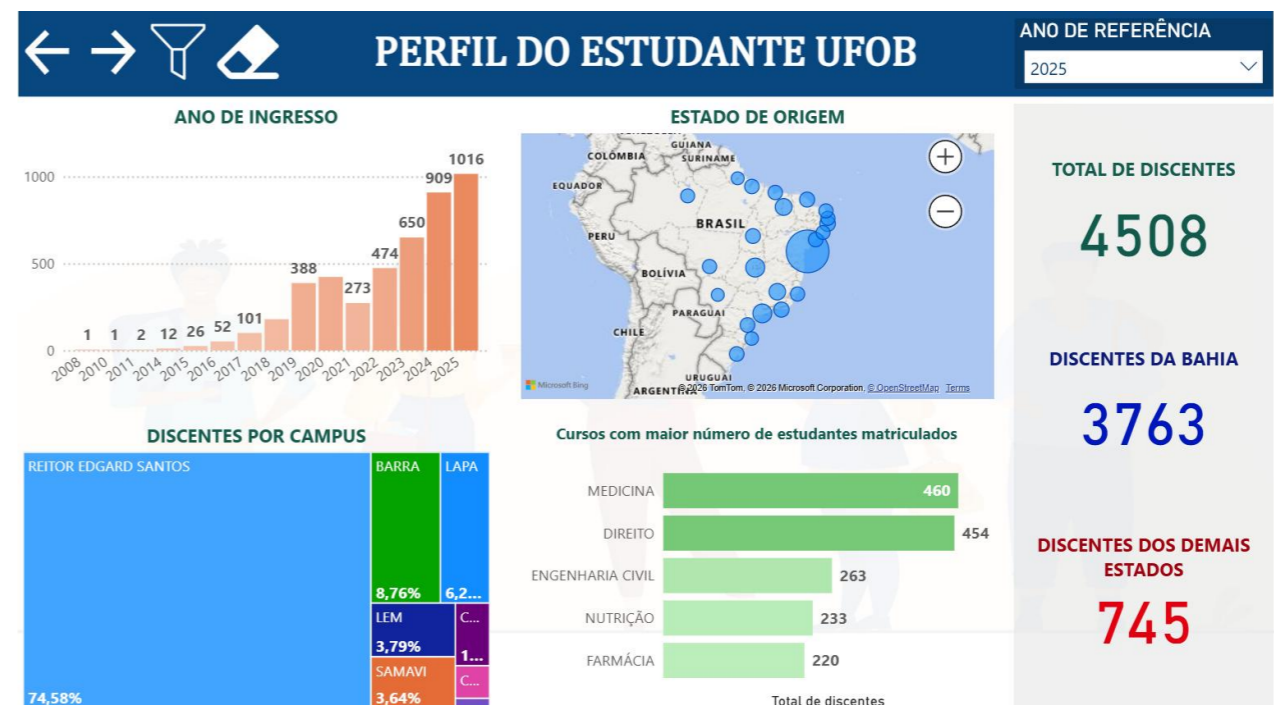 PERFIL DO ESTUDANTE UFOB
ANO DE REFERÊNCIA
2025
ANO DE INGRESSO
1000
500
0
1
1
2
12
26
52
101
388
273
474
650
909
1016
2008
2010
2011
2014
2015
2016
2017
2018
2019
2020
2021
2022
2023
2024
2025
ESTADO DE ORIGEM
GUIANA
COLÔMBIA
SURINAME
EQUADOR
BRASIL
PERU
BOLÍVIA
PARAGUAI
CHILE
URUGUAI
Microsoft Bing
© 2026 TomTom, © 2026 Microsoft Corporation, © OpenStreetMap Terms
TOTAL DE DISCENTES
4508
DISCENTES DA BAHIA
3763
DISCENTES DOS DEMAIS
ESTADOS
745
DISCENTES POR CAMPUS
REITOR EDGARD SANTOS
74,58%
BARRA
8,76%
LAPA
6,2...
LEM
3,79%
C...
1...
SAMAVI
3,64%
C...
Cursos com maior número de estudantes matriculados
MEDICINA 460
DIREITO 454
ENGENHARIA CIVIL 263
NUTRIÇÃO 233
FARMÁCIA 220
Total de discentes